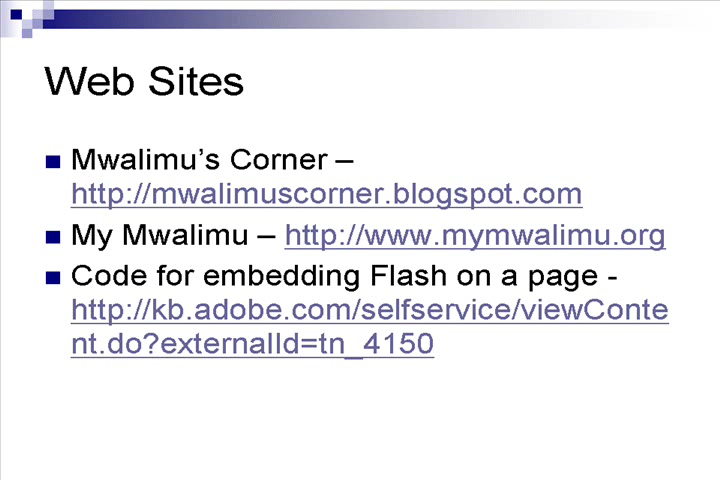 Web Sites
Mwalimu’s Corner –
http://mwalimuscorner.blogspot.com
My Mwalimu – http://www.mymwalimu.org
Code for embedding Flash on a page -
http://kb.adobe.com/selfservice/viewConte
nt.do?externalId=tn_4150